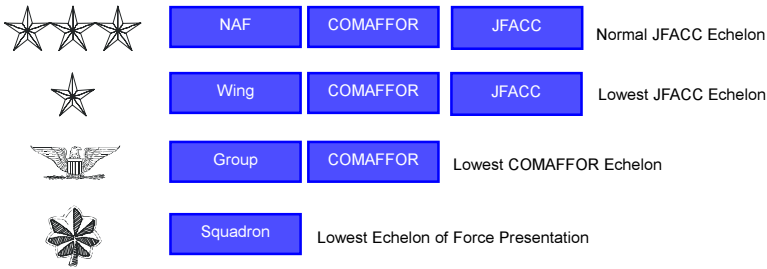 NAF COMAFFOR JFACC Normal JFACC Echelon
Wing COMAFFOR JFACC Lowest JFACC Echelon
Group COMAFFOR Lowest COMAFFOR Echelon
Squadron Lowest Echelon of Force Presentation